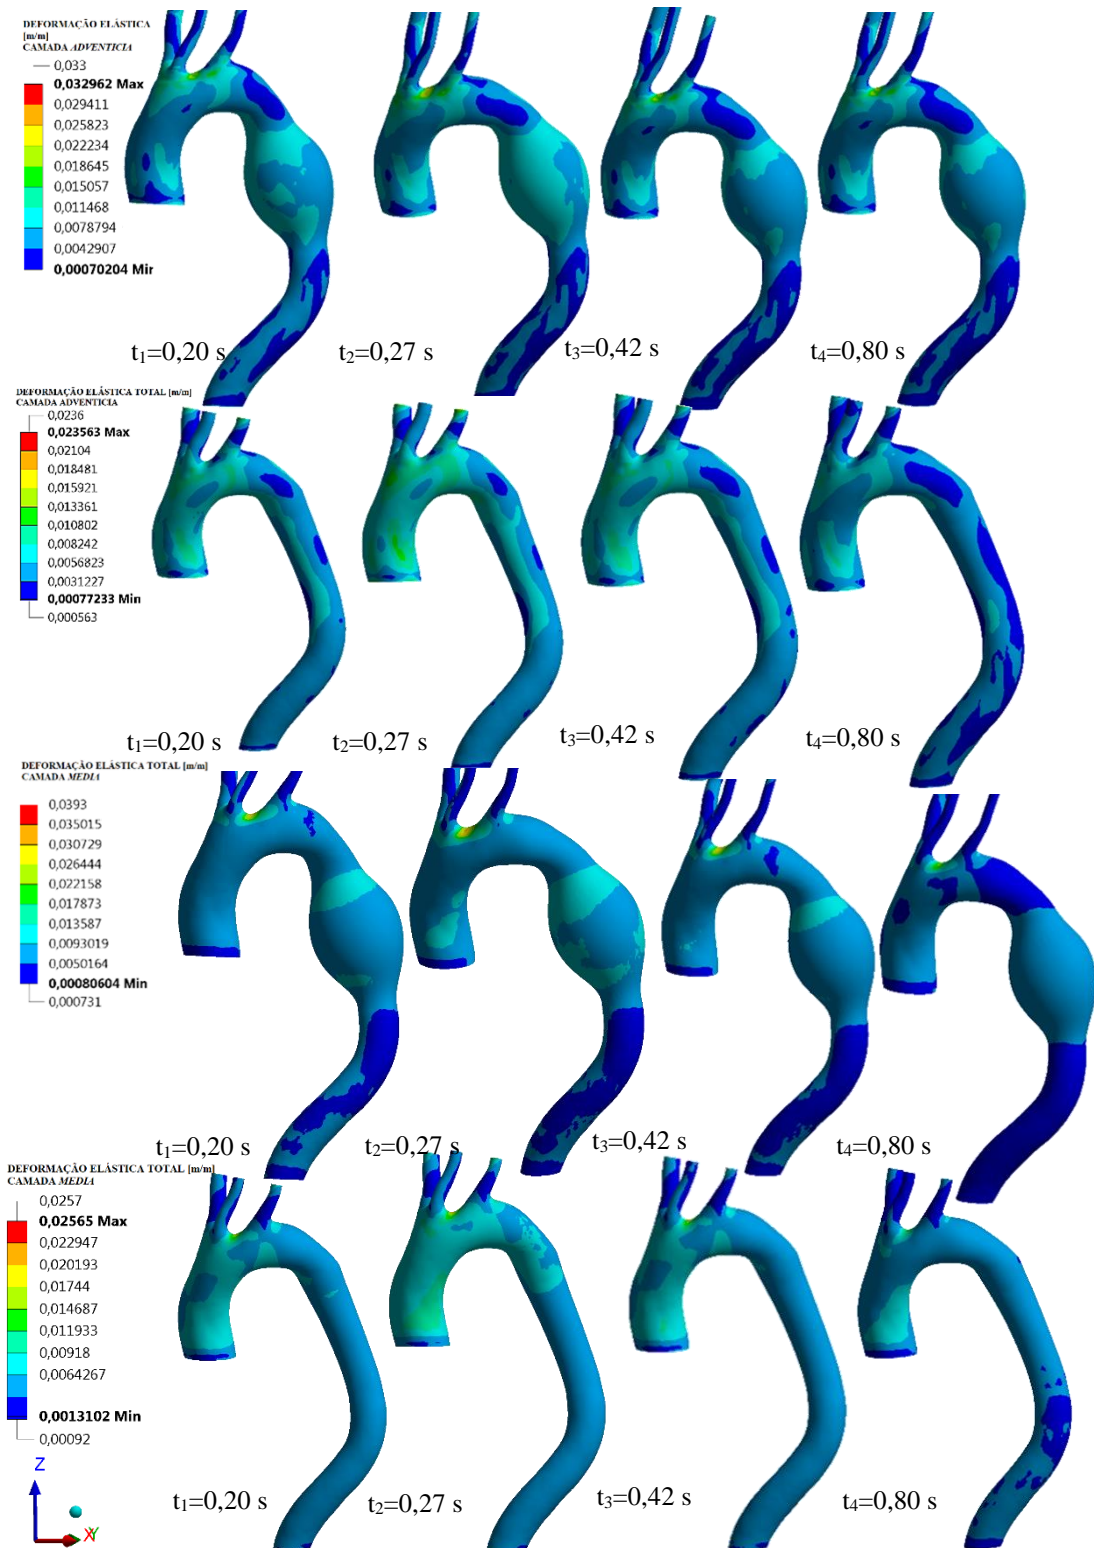 DEFORMAÇÃO ELÁSTICA
[m/m]
CAMADA ADVENTICIA
0,033
0,032962 Max
0,029411
0,025823
0,022234
0,018645
0,015057
0,011468
0,0078794
0,0042907
0,00070204 Mir
t1=0,20 s
t2=0,27 s
t3=0,42 s
t4=0,80 s
DEFORMAÇÃO ELÁSTICA TOTAL [m/m]
CAMADA ADVENTICIA
0,0236
0,023563 Max
0,02104
0,018481
0,015921
0,013361
0,010802
0,008242
0,0056823
0,0031227
0,00077233 Min
0,000563
t1=0,20 s
t2=0,27 s
t3=0,42 s
t4=0,80 s
DEFORMAÇÃO ELÁSTICA TOTAL [m/m]
CAMADA MEDIA
0,0393
0,035015
0,030729
0,026444
0,022158
0,017873
0,013587
0,0093019
0,0050164
0,00080604 Min
0,000731
t1=0,20 s
t2=0,27 s
t3=0,42 s
t4=0,80 s
DEFORMAÇÃO ELÁSTICA TOTAL [m/m]
CAMADA MEDIA
0,0257
0,02565 Max
0,022947
0,020193
0,01744
0,014687
0,011933
0,00918
0,0064267
0,0013102 Min
0,00092
Z
X
Y
t1=0,20 s
t2=0,27 s
t3=0,42 s
t4=0,80 s